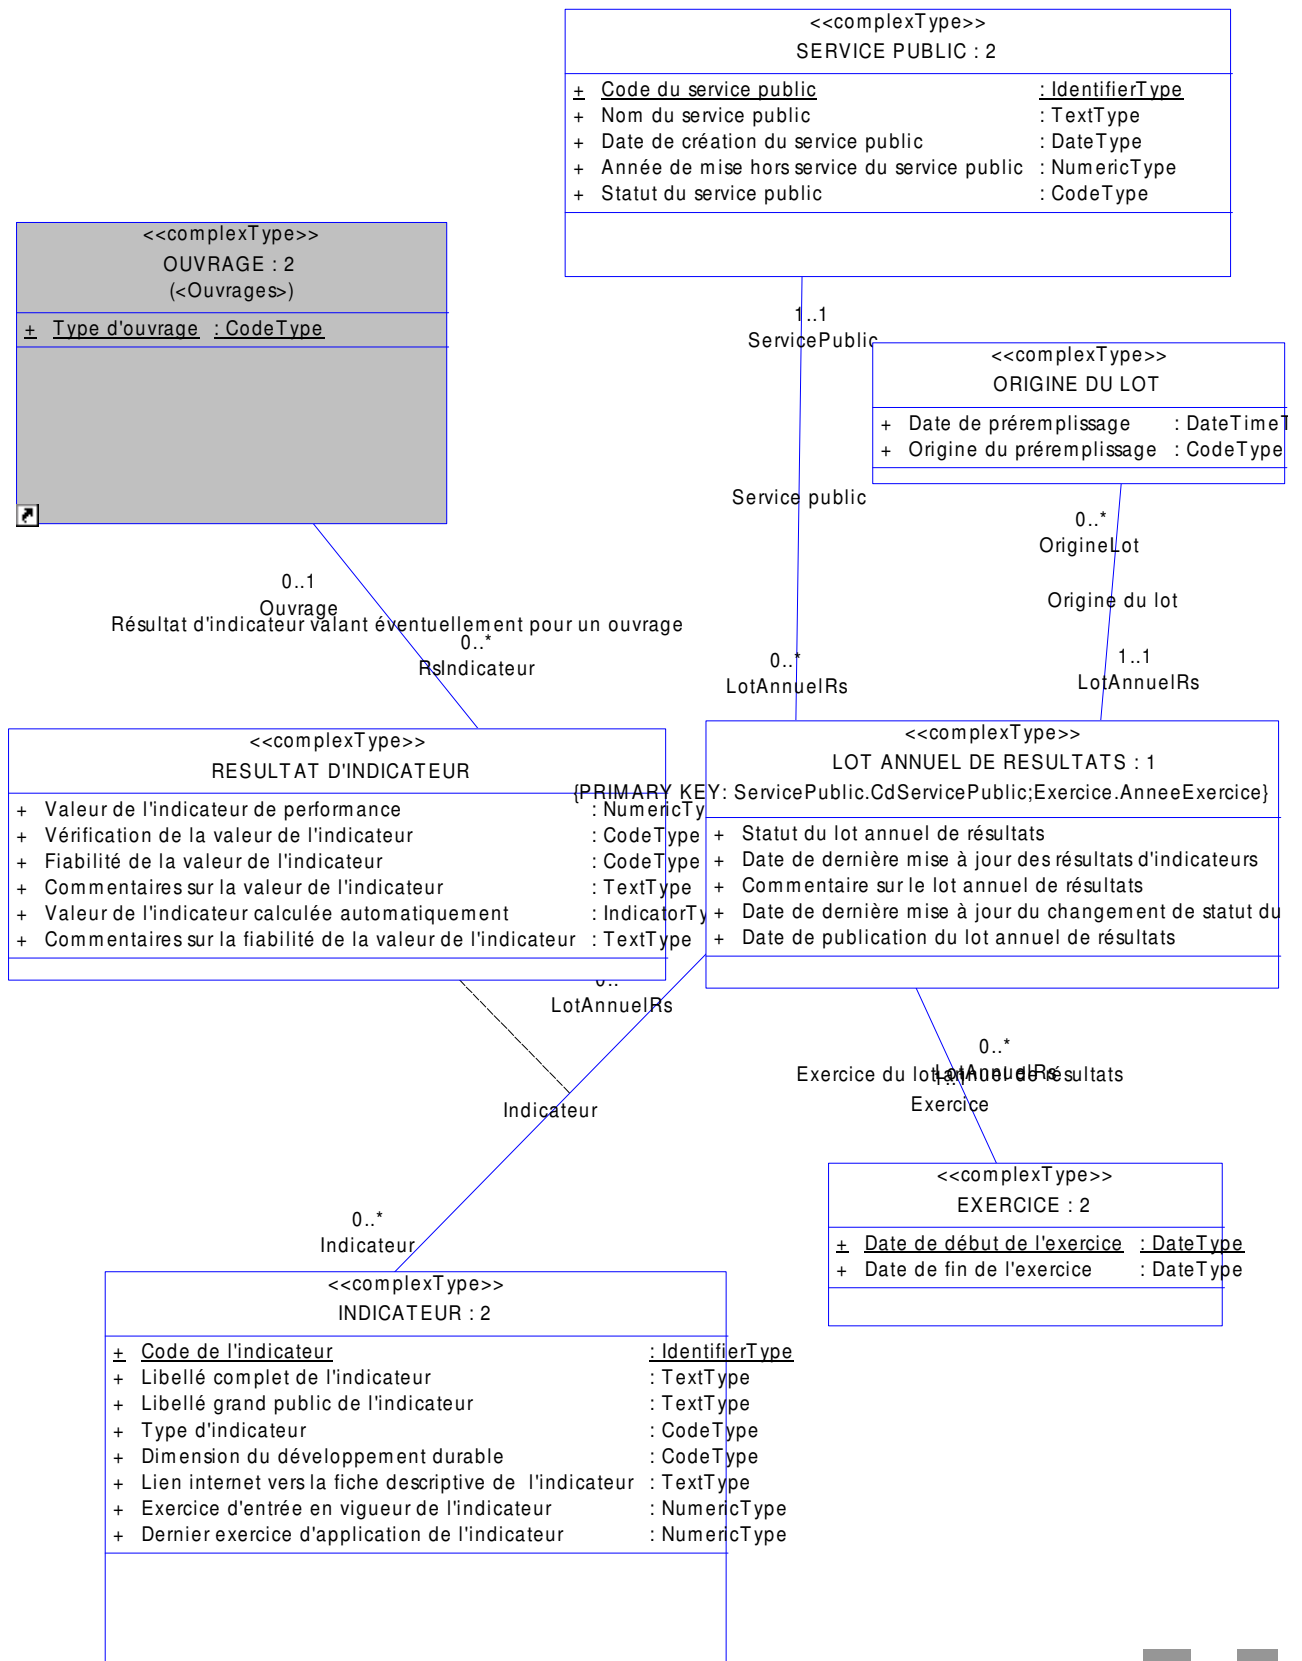 <<complexType>>
SERVICE PUBLIC : 2
+ Code du service public : IdentifierType
+ Nom du service public : TextType
+ Date de création du service public : DateType
+ Année de mise hors service du service public : NumericType
+ Statut du service public : CodeType
<<complexType>>
OUVRAGE : 2
(<Ouvrages>)
+ Type d'ouvrage : CodeType
1..1
ServicePublic
<<complexType>>
ORIGINE DU LOT
+ Date de préremplissage : DateTimeT
+ Origine du préremplissage : CodeType
Service public
0..*
OrigineLot
Origine du lot
0..1
Ouvrage
Résultat d'indicateur valant éventuellement pour un ouvrage
0..*
RsIndicateur
0..*
LotAnnuelRs
1..1
LotAnnuelRs
<<complexType>>
RESULTAT D'INDICATEUR
+ Valeur de l'indicateur de performance : NumericTy
+ Vérification de la valeur de l'indicateur : CodeType
+ Fiabilité de la valeur de l'indicateur : CodeType
+ Commentaires sur la valeur de l'indicateur : TextType
+ Valeur de l'indicateur calculée automatiquement : IndicatorTy
+ Commentaires sur la fiabilité de la valeur de l'indicateur : TextType
<<complexType>>
LOT ANNUEL DE RESULTATS : 1
{PRIMARY KEY: ServicePublic.CdServicePublic;Exercice.AnneeExercice}
+ Statut du lot annuel de résultats
+ Date de dernière mise à jour des résultats d'indicateurs
+ Commentaire sur le lot annuel de résultats
+ Date de dernière mise à jour du changement de statut du
+ Date de publication du lot annuel de résultats
LotAnnuelRs
Indicateur
0..*
LotAnnuelRs
Exercice du lot annuel de résultats
Exercice
<<complexType>>
EXERCICE : 2
+ Date de début de l'exercice : DateType
+ Date de fin de l'exercice : DateType
0..*
Indicateur
<<complexType>>
INDICATEUR : 2
+ Code de l'indicateur : IdentifierType
+ Libellé complet de l'indicateur : TextType
+ Libellé grand public de l'indicateur : TextType
+ Type d'indicateur : CodeType
+ Dimension du développement durable : CodeType
+ Lien internet vers la fiche descriptive de l'indicateur : TextType
+ Exercice d'entrée en vigueur de l'indicateur : NumericType
+ Dernier exercice d'application de l'indicateur : NumericType